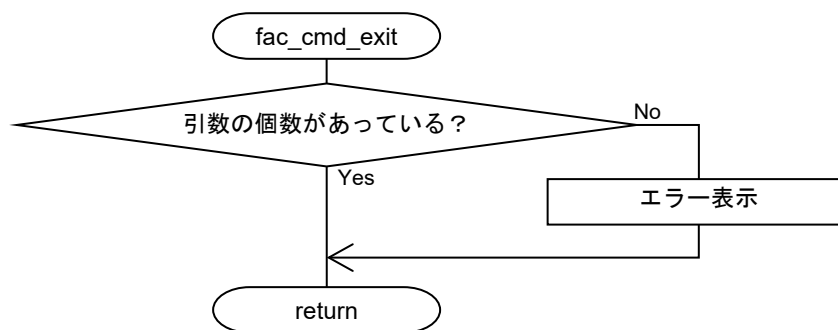 fac_cmd_exit
引数の個数があっている？
No
Yes
エラー表示
return